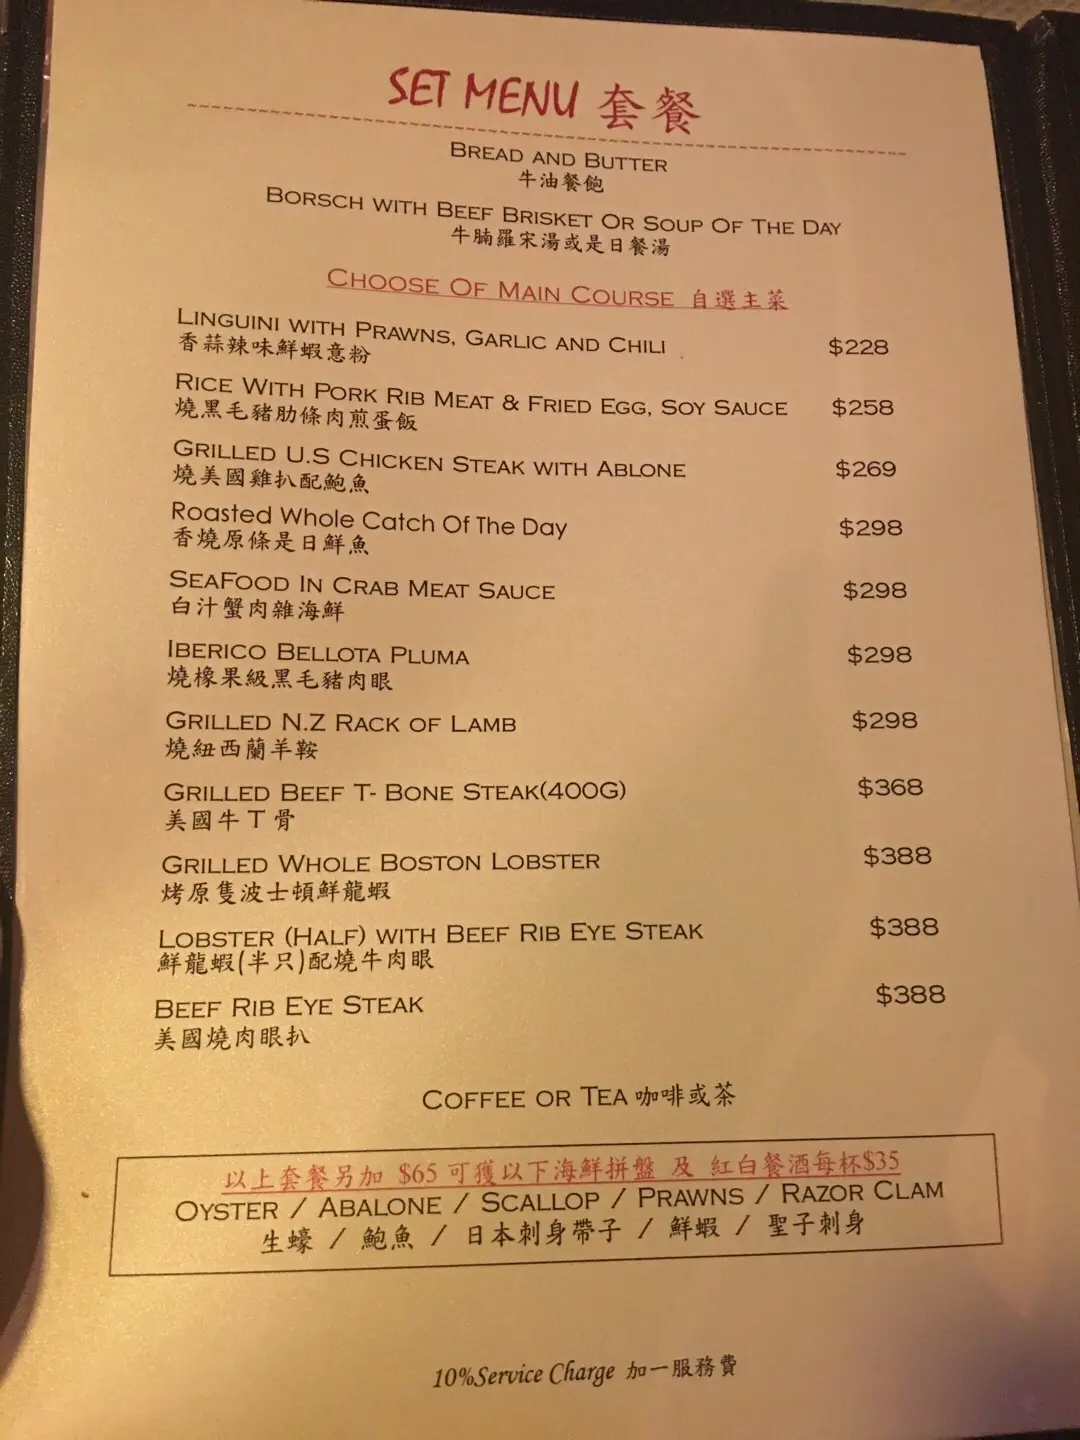 SET MENU 套餐
BREAD AND BUTTER
牛油餐飽
BORSCH WITH BEEF BRISKET OR SOUP OF THE DAY
牛腩羅宋湯或是日餐湯
CHOOSE OF MAIN COURSE 自選主菜
LINGUINI WITH PRAWNS, GARLIC AND CHILI $228
香蒜辣味鮮蝦意粉
RICE WITH PORK RIB MEAT & FRIED EGG, SOY SAUCE $258
燒黑毛豬肋條肉煎蛋飯
GRILLED U.S CHICKEN STEAK WITH ABLONE $269
燒美國雞扒配鮑魚
Roasted Whole Catch Of The Day $298
香燒原條是日鮮魚
SEAFOOD IN CRAB MEAT SAUCE $298
白汁蟹肉雜海鮮
IBERICO BELLOTA PLUMA $298
燒橡果級黑毛豬肉眼
GRILLED N.Z RACK OF LAMB $298
燒紐西蘭羊鞍
GRILLED BEEF T- BONE STEAK(400G) $368
美國牛T骨
GRILLED WHOLE BOSTON LOBSTER $388
烤原隻波士頓鮮龍蝦
LOBSTER (HALF) WITH BEEF RIB EYE STEAK $388
鮮龍蝦(半只)配燒牛肉眼
BEEF RIB EYE STEAK $388
美國燒肉眼扒
COFFEE OR TEA 咖啡或茶
以上套餐另加 $65 可獲以下海鮮拼盤 及 紅白餐酒每杯$35
OYSTER / ABALONE / SCALLOP / PRAWNS / RAZOR CLAM
生蠔 / 鮑魚 / 日本刺身帶子 / 鮮蝦 / 聖子刺身
10%Service Charge 加一服務費